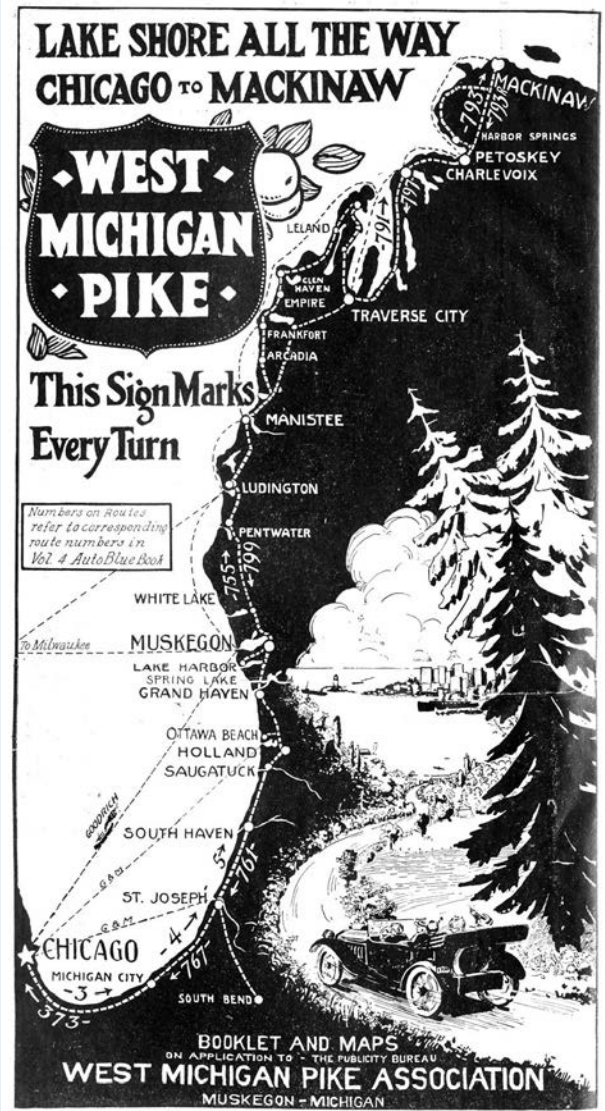 LAKE SHORE ALL THE WAY
CHICAGO TO MACKINAW
WEST
MICHIGAN
PIKE
This Sign Marks
Every Turn
Numbers on Routes
refer to corresponding
route numbers in
Vol. 4 Auto Blue Book
MACKINAW
-793-
793
HARBOR SPRINGS
PETOSKEY
CHARLEVOIX
791
797
LELAND
GLEN
HAVEN
EMPIRE
TRAVERSE CITY
FRANKFORT
ARCADIA
MANISTEE
LUDINGTON
PENTWATER
-755
799
WHITE LAKE
To Milwaukee
MUSKEGON
LAKE HARBOR
SPRING LAKE
GRAND HAVEN
OTTAWA BEACH
HOLLAND
SAUGATUCK
GOODRICH
SOUTH HAVEN
G&M
5
761-
ST. JOSEPH
G&M
CHICAGO
-4
761-
MICHIGAN CITY
-3
-373-
SOUTH BEND
BOOKLET AND MAPS
ON APPLICATION TO - THE PUBLICITY BUREAU
WEST MICHIGAN PIKE ASSOCIATION
MUSKEGON - MICHIGAN